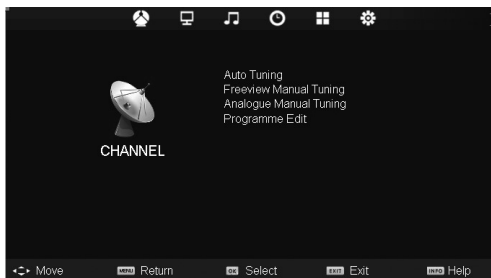 Auto Tuning
Freeview Manual Tuning
Analogue Manual Tuning
Programme Edit
CHANNEL
Move MENU Return OK Select EXIT Exit INFO Help